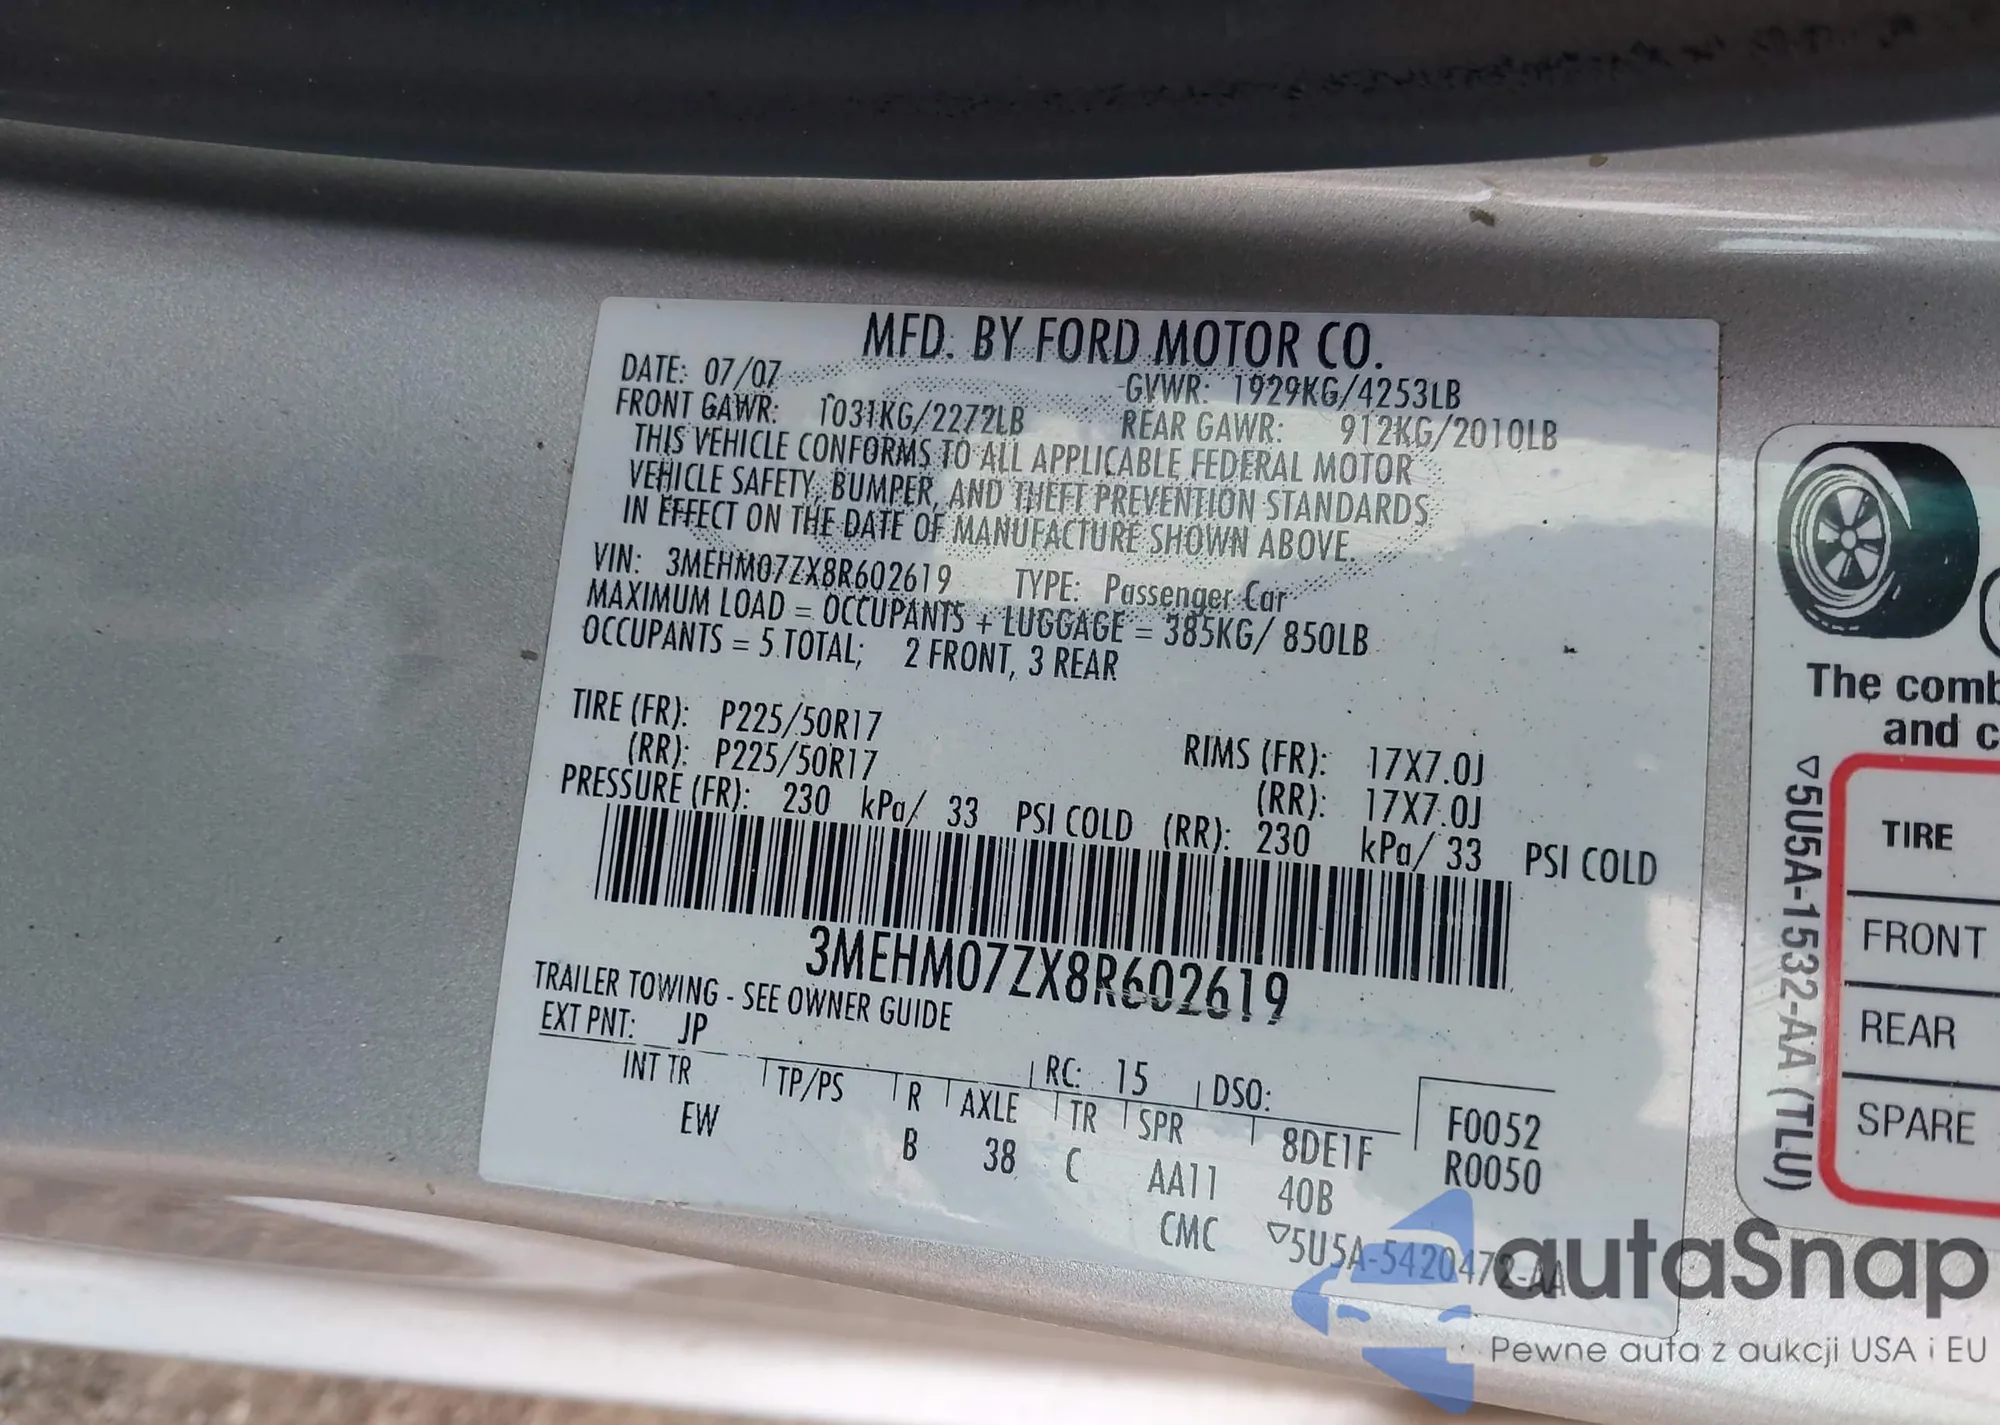 MFD. BY FORD MOTOR CO.
DATE: 07/07 GVWR: 1929KG/4253LB
FRONT GAWR: 1031KG/2272LB REAR GAWR: 912KG/2010LB
THIS VEHICLE CONFORMS TO ALL APPLICABLE FEDERAL MOTOR
VEHICLE SAFETY, BUMPER, AND THEFT PREVENTION STANDARDS
IN EFFECT ON THE DATE OF MANUFACTURE SHOWN ABOVE.
VIN: 3MEHM07ZX8R602619 TYPE: Passenger Car
MAXIMUM LOAD = OCCUPANTS + LUGGAGE = 385KG/ 850LB
OCCUPANTS = 5 TOTAL; 2 FRONT, 3 REAR
TIRE (FR): P225/50R17 RIMS (FR): 17X7.0J
(RR): P225/50R17 (RR): 17X7.0J
PRESSURE (FR): 230 kPa/ 33 PSI COLD (RR): 230 kPa/ 33 PSI COLD
3MEHM07ZX8R602619
TRAILER TOWING - SEE OWNER GUIDE
EXT PNT: JP RC: 15 DSO: F0052
INT TR TP/PS R AXLE TR SPR 8DE1F R0050
EW B 38 C AA11 40B
CMC ▽5U5A-5420472-AA
The comb
and c
▽5U5A-1532-AA (TLU)
TIRE
FRONT
REAR
SPARE
autaSnap
Pewne auta z aukcji USA i EU